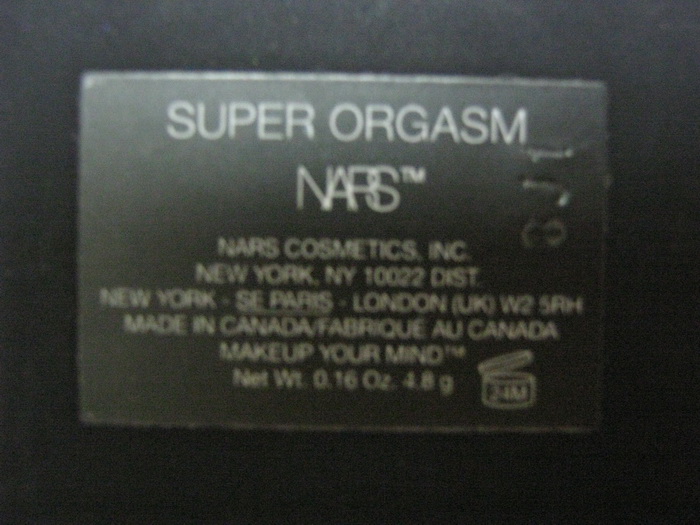 SUPER ORGASM
NARS™
NARS COSMETICS, INC.
NEW YORK, NY 10022 DIST.
NEW YORK - SE PARIS - LONDON (UK) W2 5RH
MADE IN CANADA/FABRIQUÉ AU CANADA
MAKEUP YOUR MIND™
Net Wt. 0.16 Oz. 4.8 g
24M